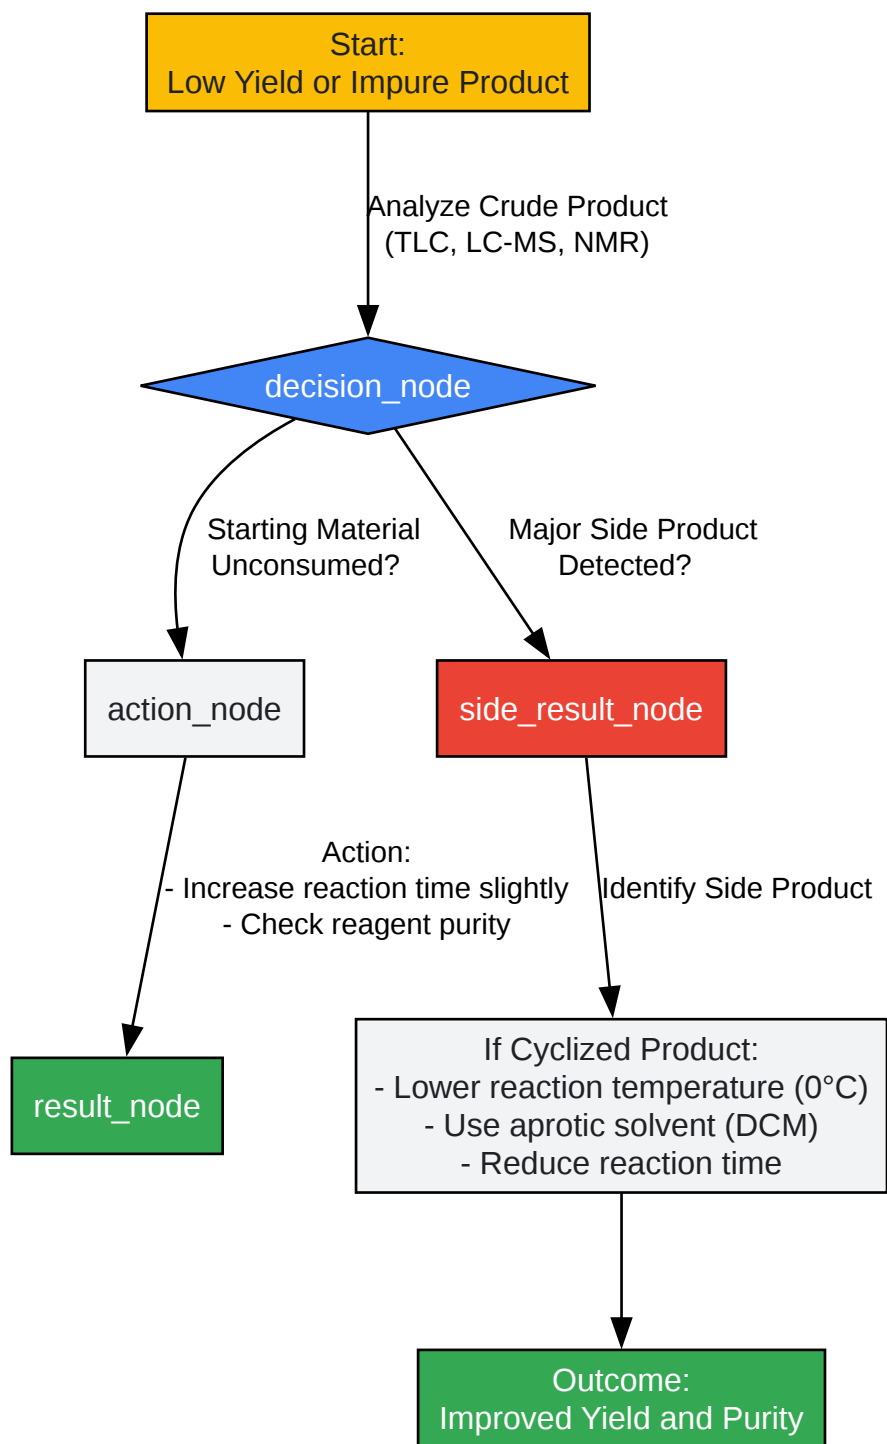 Start:
Low Yield or Impure Product
Analyze Crude Product
(TLC, LC-MS, NMR)
decision_node
Starting Material
Unconsumed?
Major Side Product
Detected?
action_node
side_result_node
Action:
- Increase reaction time slightly
- Check reagent purity
Identify Side Product
result_node
If Cyclized Product:
- Lower reaction temperature (0°C)
- Use aprotic solvent (DCM)
- Reduce reaction time
Outcome:
Improved Yield and Purity